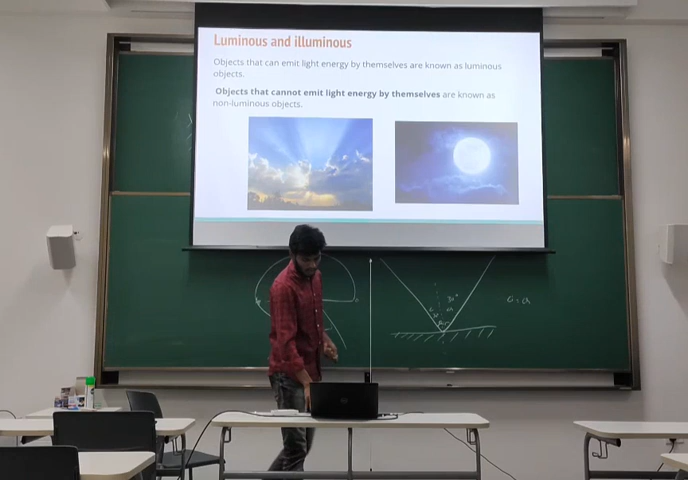 Luminous and illuminous
Objects that can emit light energy by themselves are known as luminous
objects.
Objects that cannot emit light energy by themselves are known as
non-luminous objects.
30°